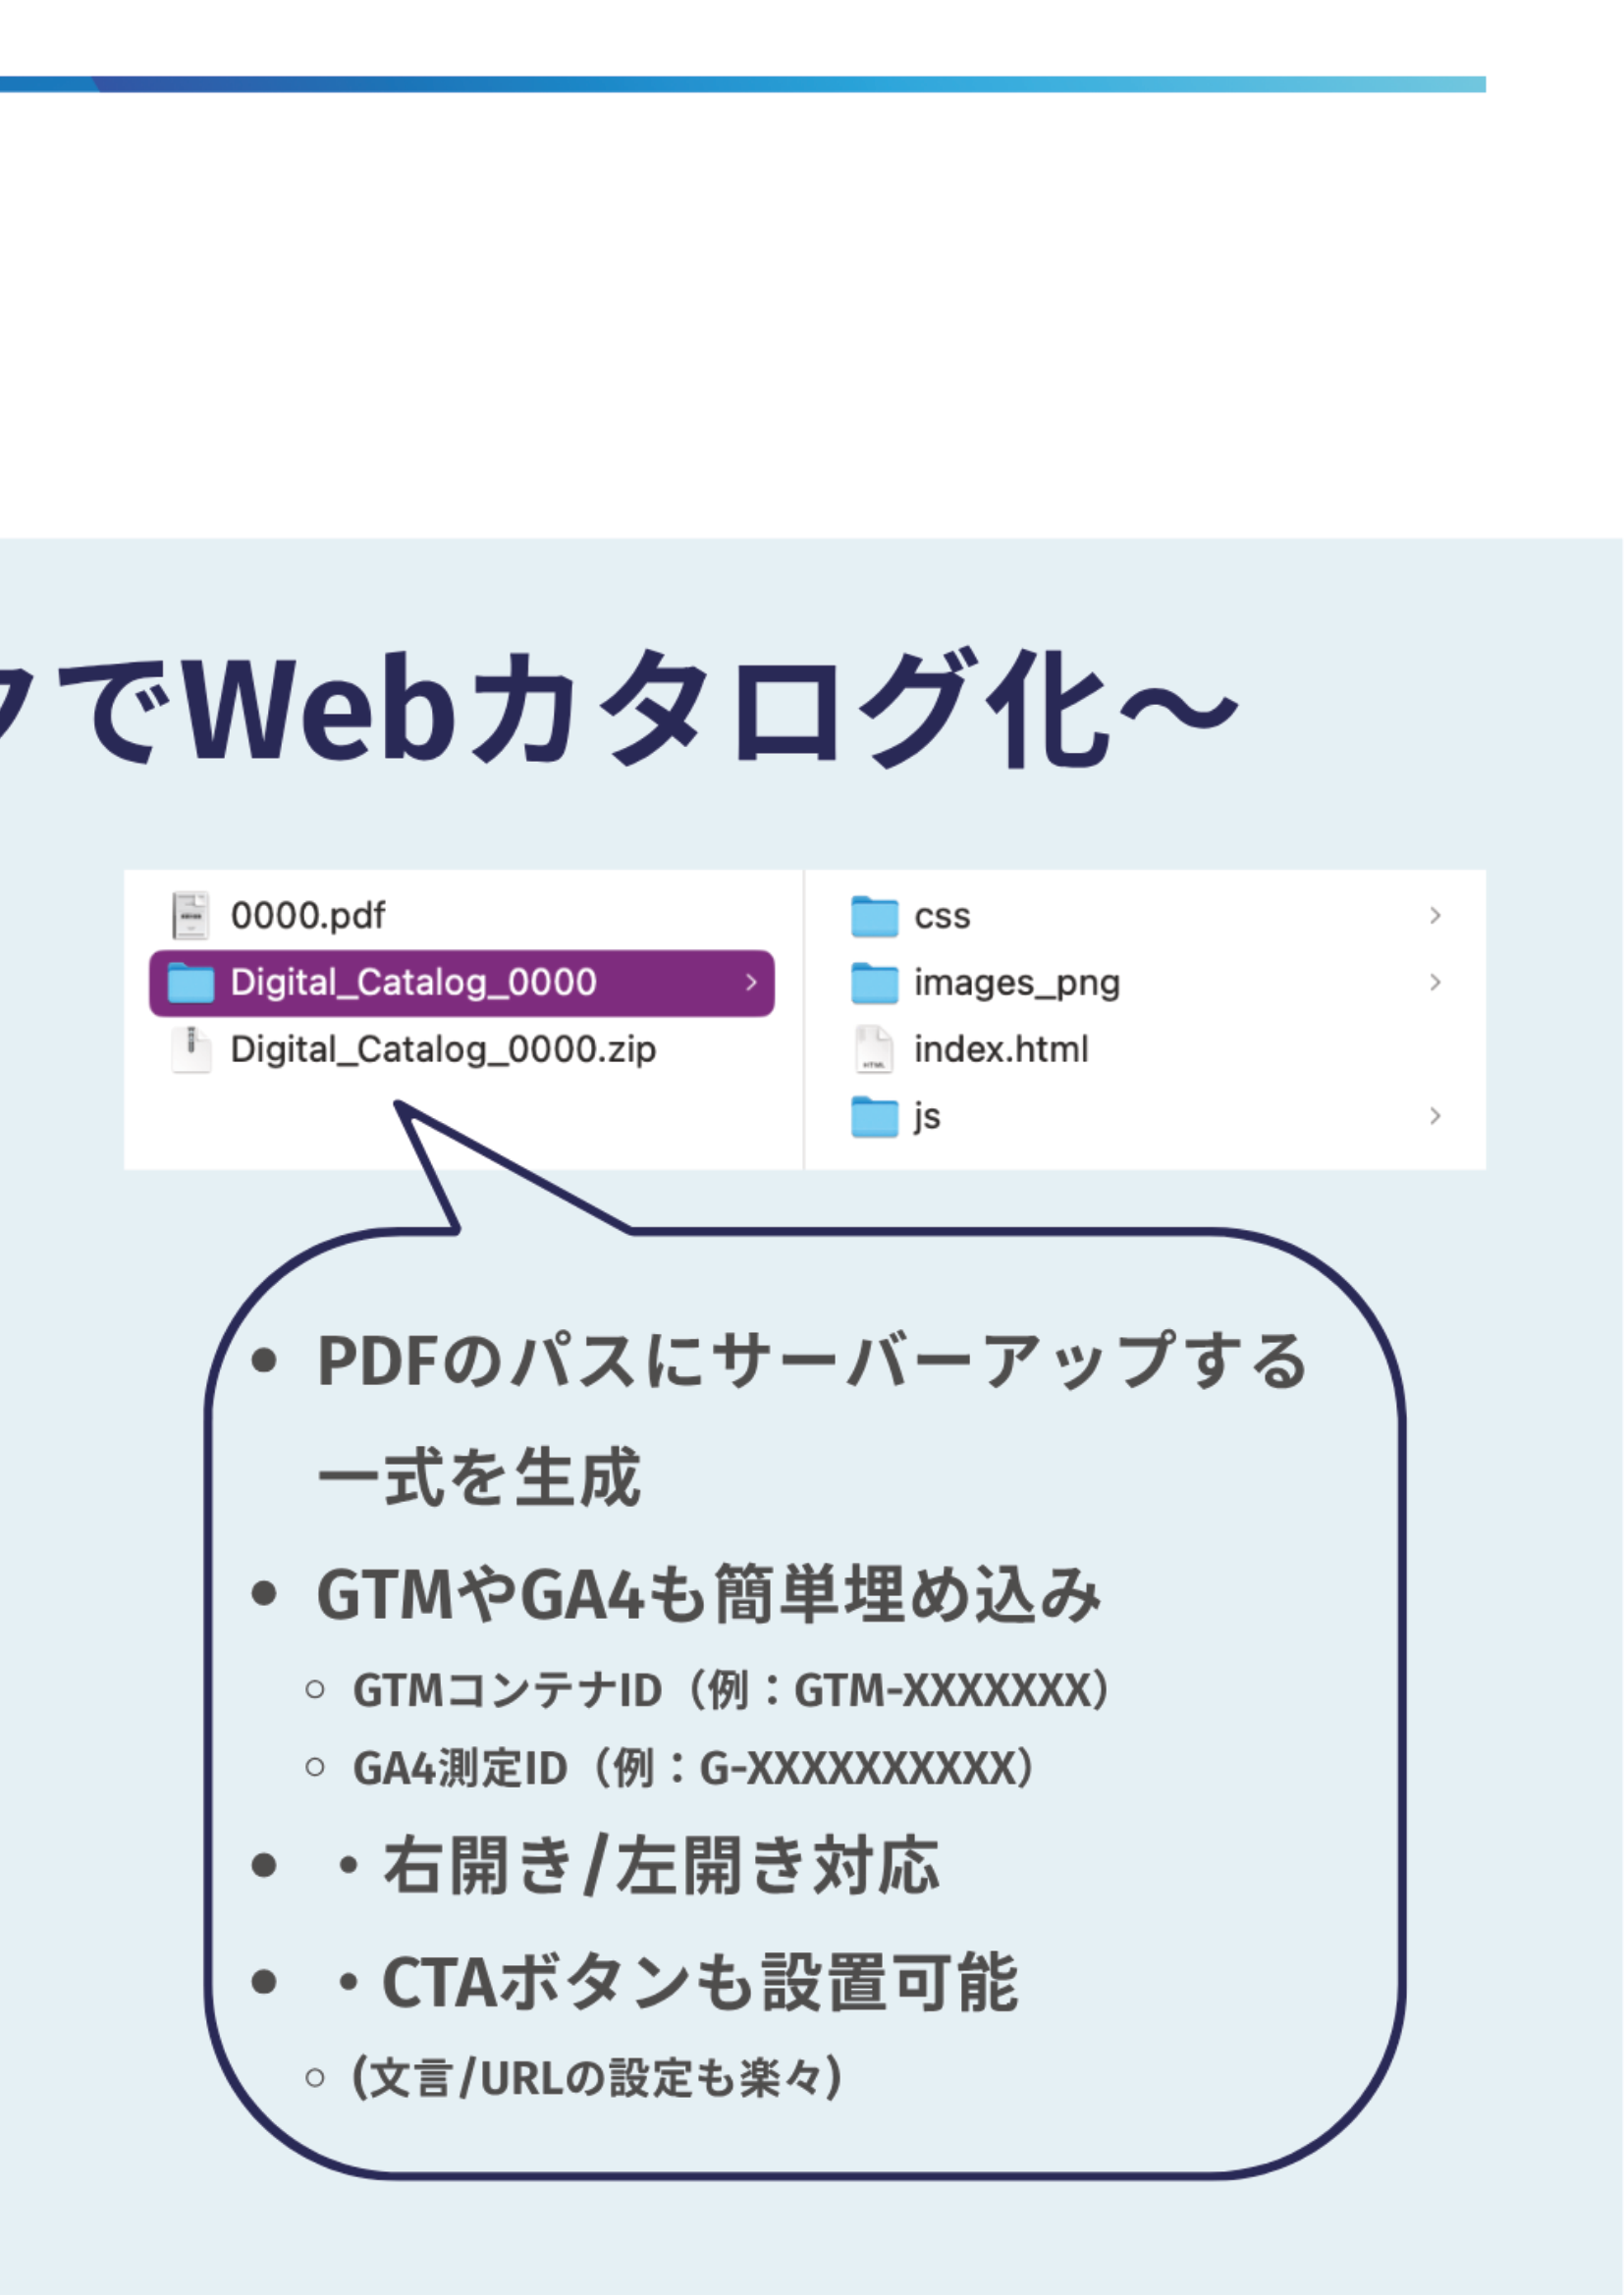 でWebカタログ化〜
0000.pdf
Digital_Catalog_0000
Digital_Catalog_0000.zip
css
images_png
index.html
HTML
js
• PDFのパスにサーバーアップする
一式を生成
• GTMやGA4も簡単埋め込み
○ GTMコンテナID（例：GTM-XXXXXXX）
○ GA4測定ID（例：G-XXXXXXXXXX）
• ・右開き/左開き対応
• ・CTAボタンも設置可能
○ (文言/URLの設定も楽々)